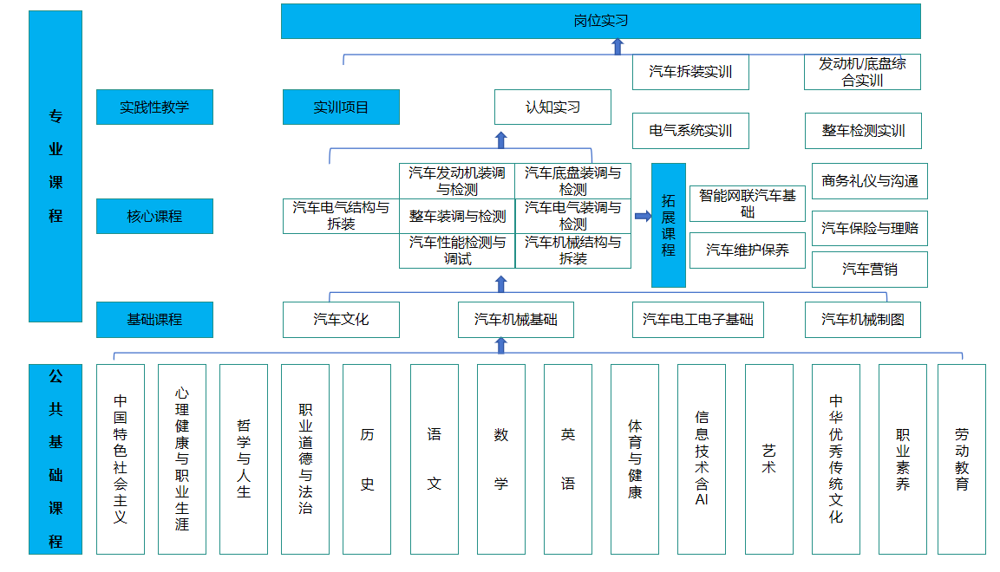 岗位实习
专业课程
汽车拆装实训
发动机/底盘综
合实训
实践性教学
实训项目
认知实习
电气系统实训
整车检测实训
核心课程
汽车电气结构与
拆装
汽车发动机装调
与检测
汽车底盘装调与
检测
整车装调与检测
汽车电气装调与
检测
汽车性能检测与
调试
汽车机械结构与
拆装
拓展课程
智能网联汽车基
础
汽车维护保养
商务礼仪与沟通
汽车保险与理赔
汽车营销
基础课程
汽车文化
汽车机械基础
汽车电工电子基础
汽车机械制图
公共基础课程
中国特色社会主义
心理健康与职业生涯
哲学与人生
职业道德与法治
历史
语文
数学
英语
体育与健康
信息技术含AI
艺术
中华优秀传统文化
职业素养
劳动教育